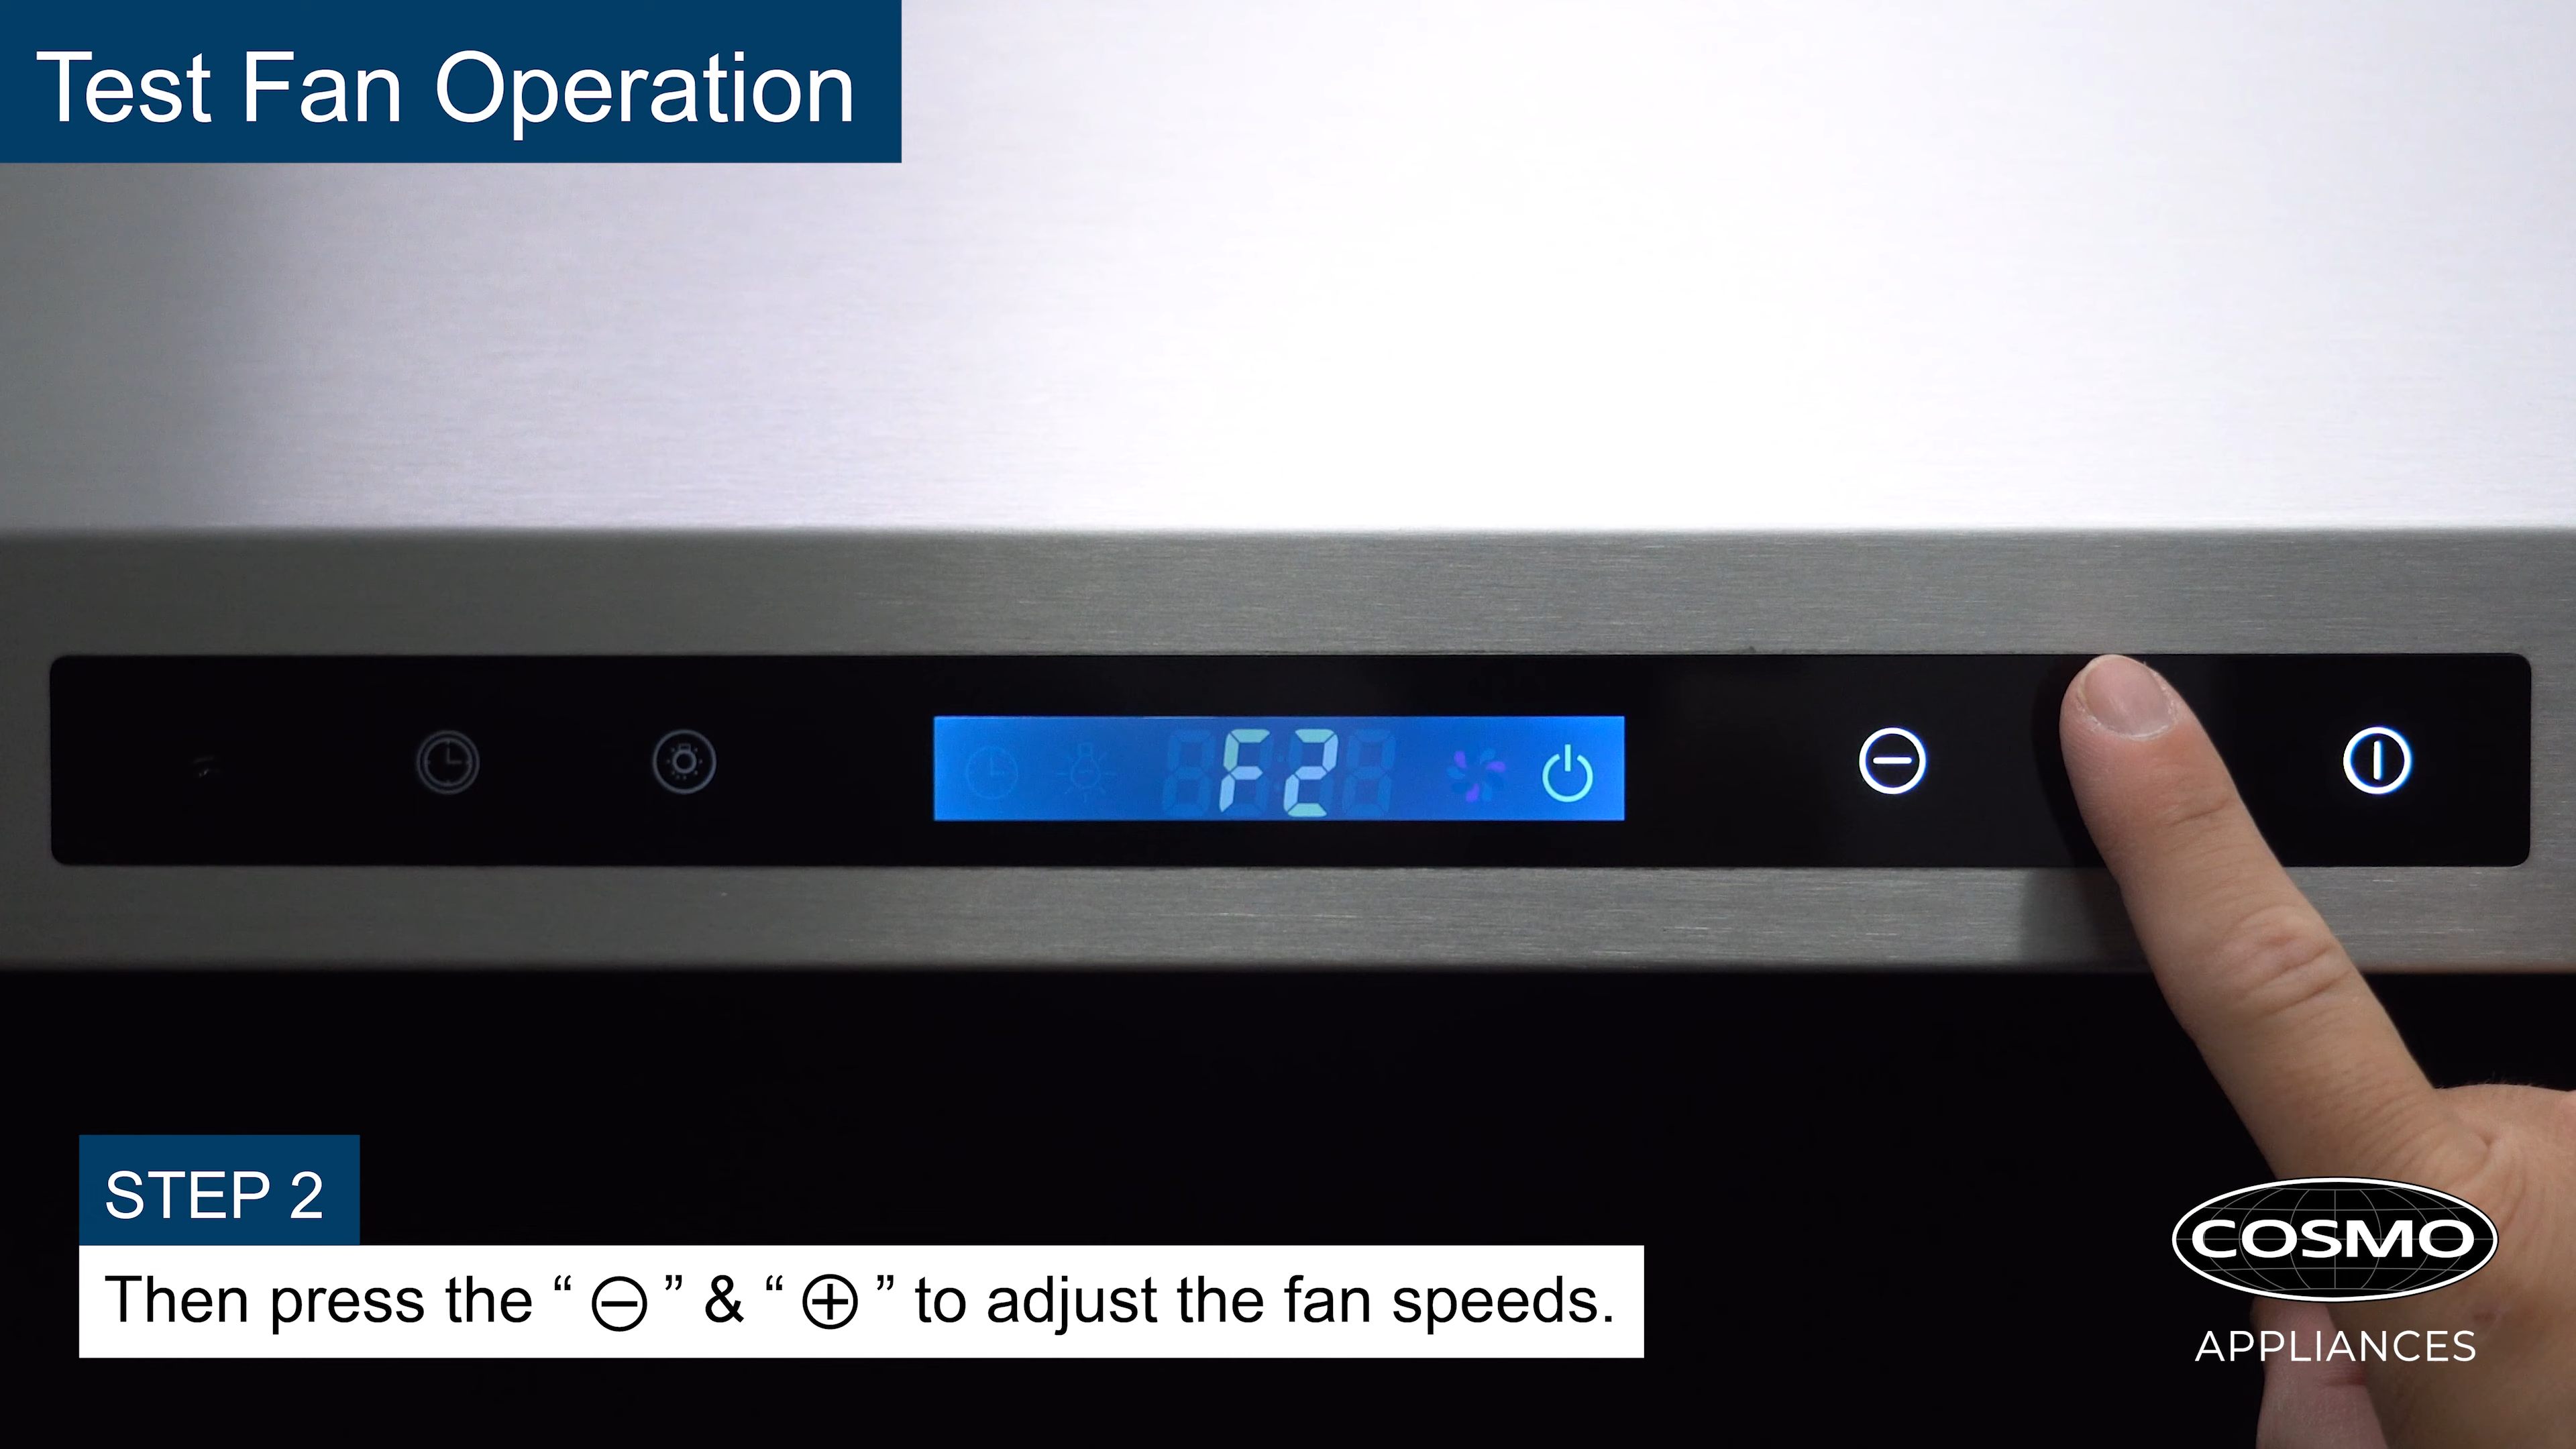 Test Fan Operation
F2
STEP 2
Then press the “ ⊖ ” & “ ⊕ ” to adjust the fan speeds.
COSMO
APPLIANCES